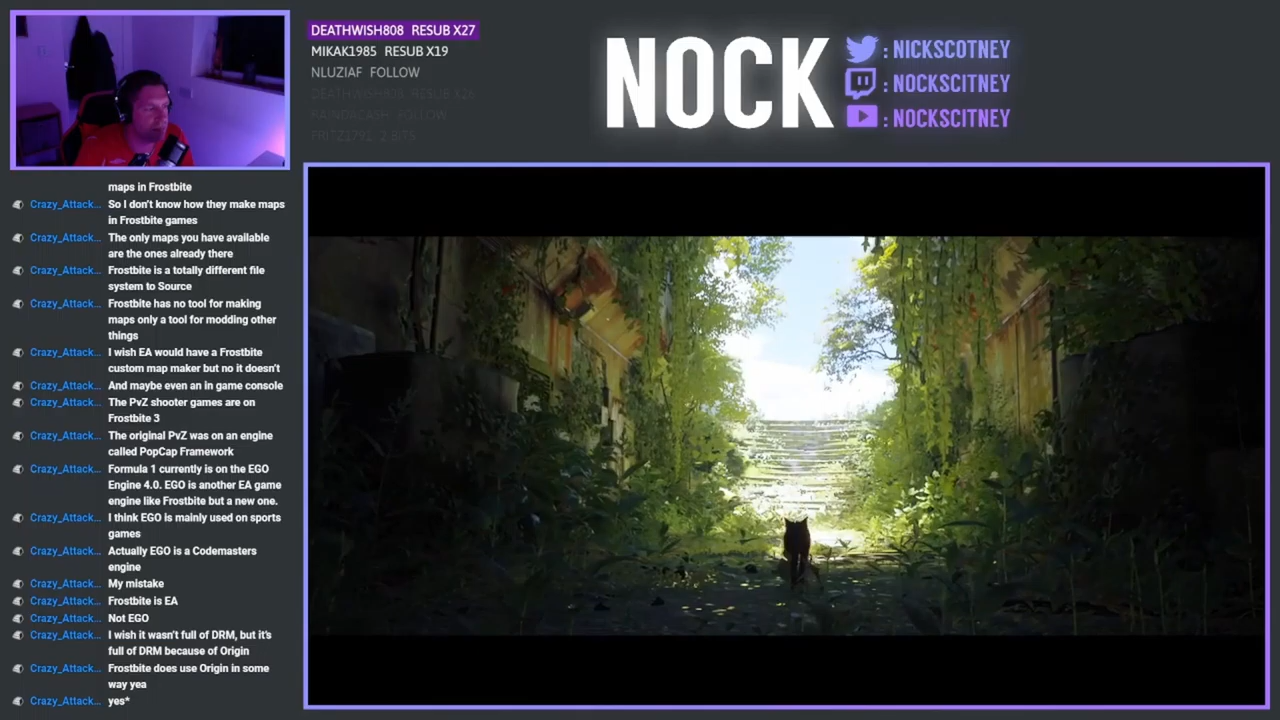 DEATHWISH808 RESUB X27
MIKAK1985 RESUB X19
NLUZIAF FOLLOW
DEATHWISH808 RESUB X26
RAINDACASH FOLLOW
FRITZ1791 2 BITS
NOCK
: NICKSCOTNEY
: NOCKSCITNEY
: NOCKSCITNEY
maps in Frostbite
Crazy_Attack... So I don't know how they make maps
in Frostbite games
Crazy_Attack... The only maps you have available
are the ones already there
Crazy_Attack... Frostbite is a totally different file
system to Source
Crazy_Attack... Frostbite has no tool for making
maps only a tool for modding other
things
Crazy_Attack... I wish EA would have a Frostbite
custom map maker but no it doesn't
Crazy_Attack... And maybe even an in game console
Crazy_Attack... The PvZ shooter games are on
Frostbite 3
Crazy_Attack... The original PvZ was on an engine
called PopCap Framework
Crazy_Attack... Formula 1 currently is on the EGO
Engine 4.0. EGO is another EA game
engine like Frostbite but a new one.
Crazy_Attack... I think EGO is mainly used on sports
games
Crazy_Attack... Actually EGO is a Codemasters
engine
Crazy_Attack... My mistake
Crazy_Attack... Frostbite is EA
Crazy_Attack... Not EGO
Crazy_Attack... I wish it wasn't full of DRM, but it's
full of DRM because of Origin
Crazy_Attack... Frostbite does use Origin in some
way yea
Crazy_Attack... yes*